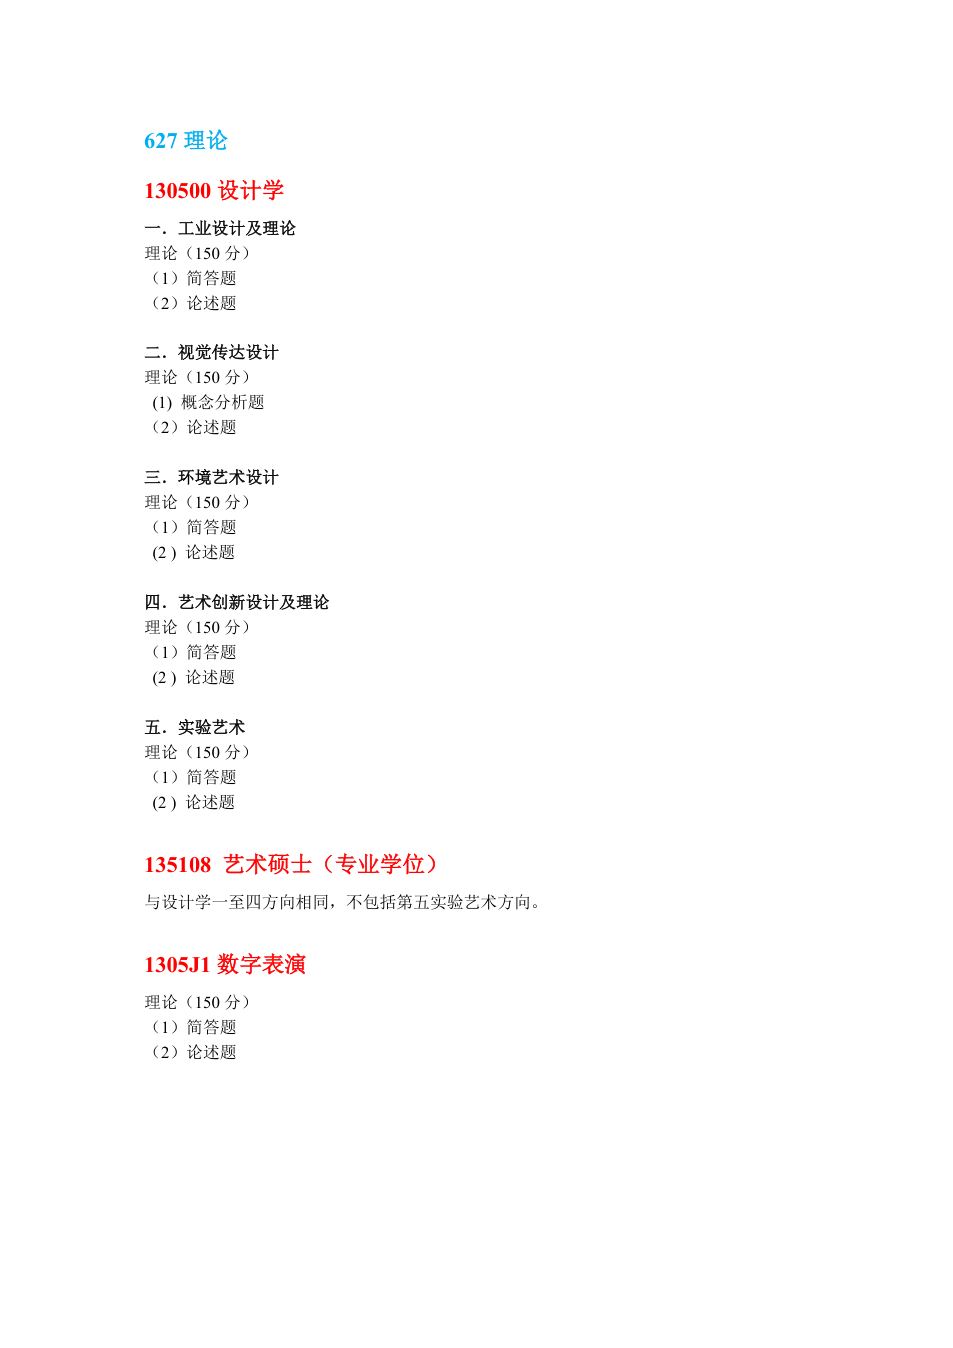 627 理论
130500 设计学
一．工业设计及理论
理论（150 分）
（1）简答题
（2）论述题
二．视觉传达设计
理论（150 分）
(1) 概念分析题
（2）论述题
三．环境艺术设计
理论（150 分）
（1）简答题
(2 ) 论述题
四．艺术创新设计及理论
理论（150 分）
（1）简答题
(2 ) 论述题
五．实验艺术
理论（150 分）
（1）简答题
(2 ) 论述题
135108 艺术硕士（专业学位）
与设计学一至四方向相同，不包括第五实验艺术方向。
1305J1 数字表演
理论（150 分）
（1）简答题
（2）论述题